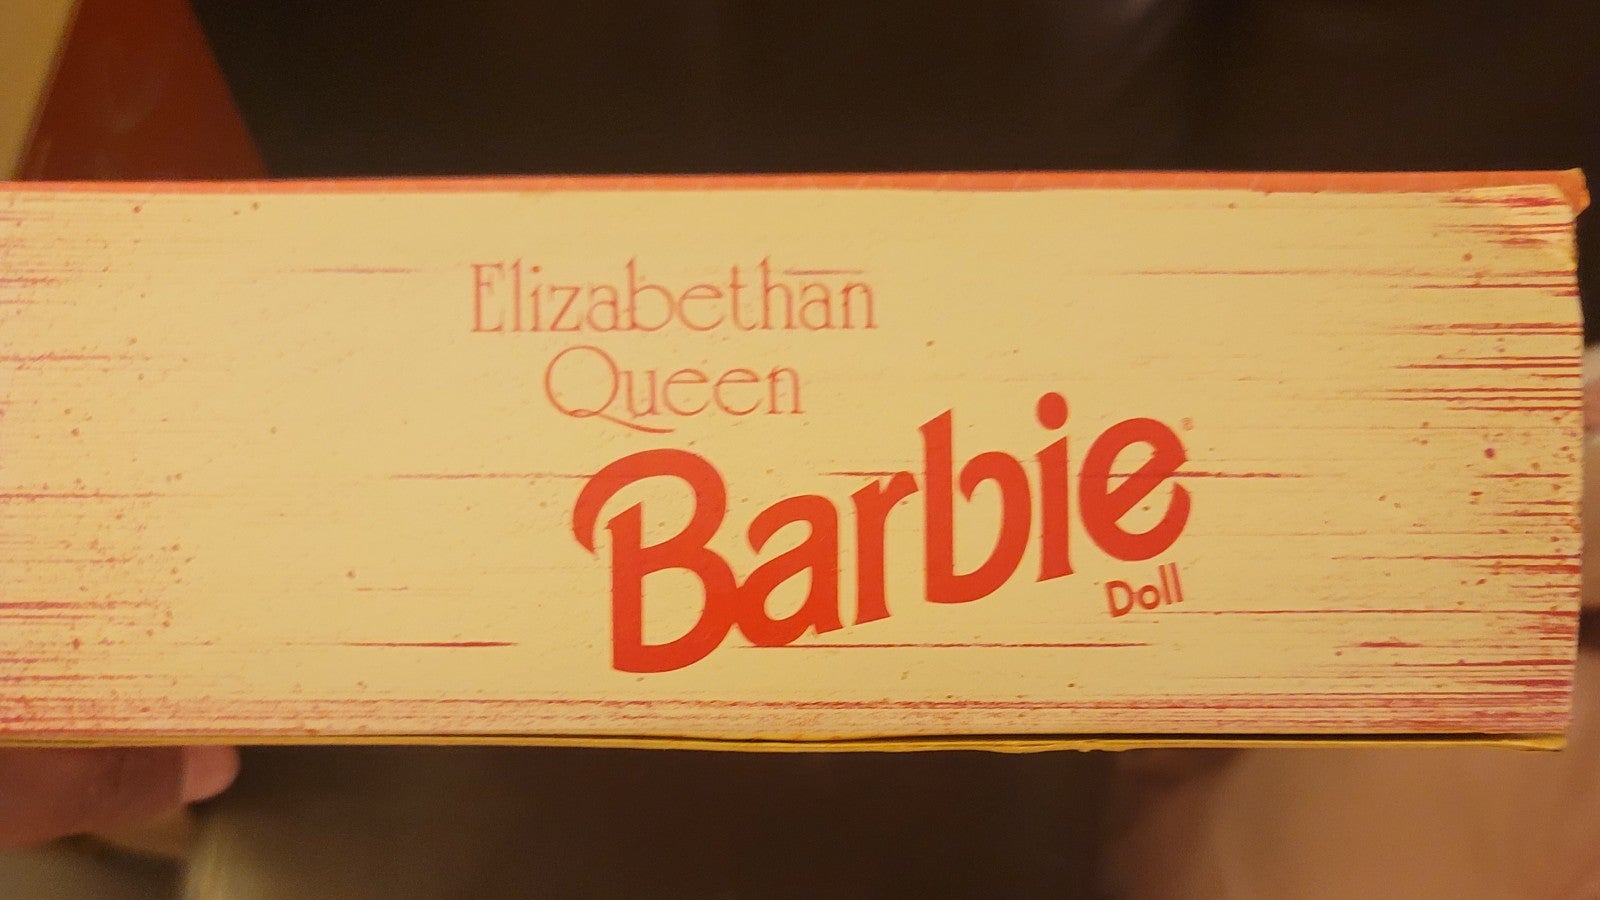 Elizabethan
Queen
Barbie®
Doll